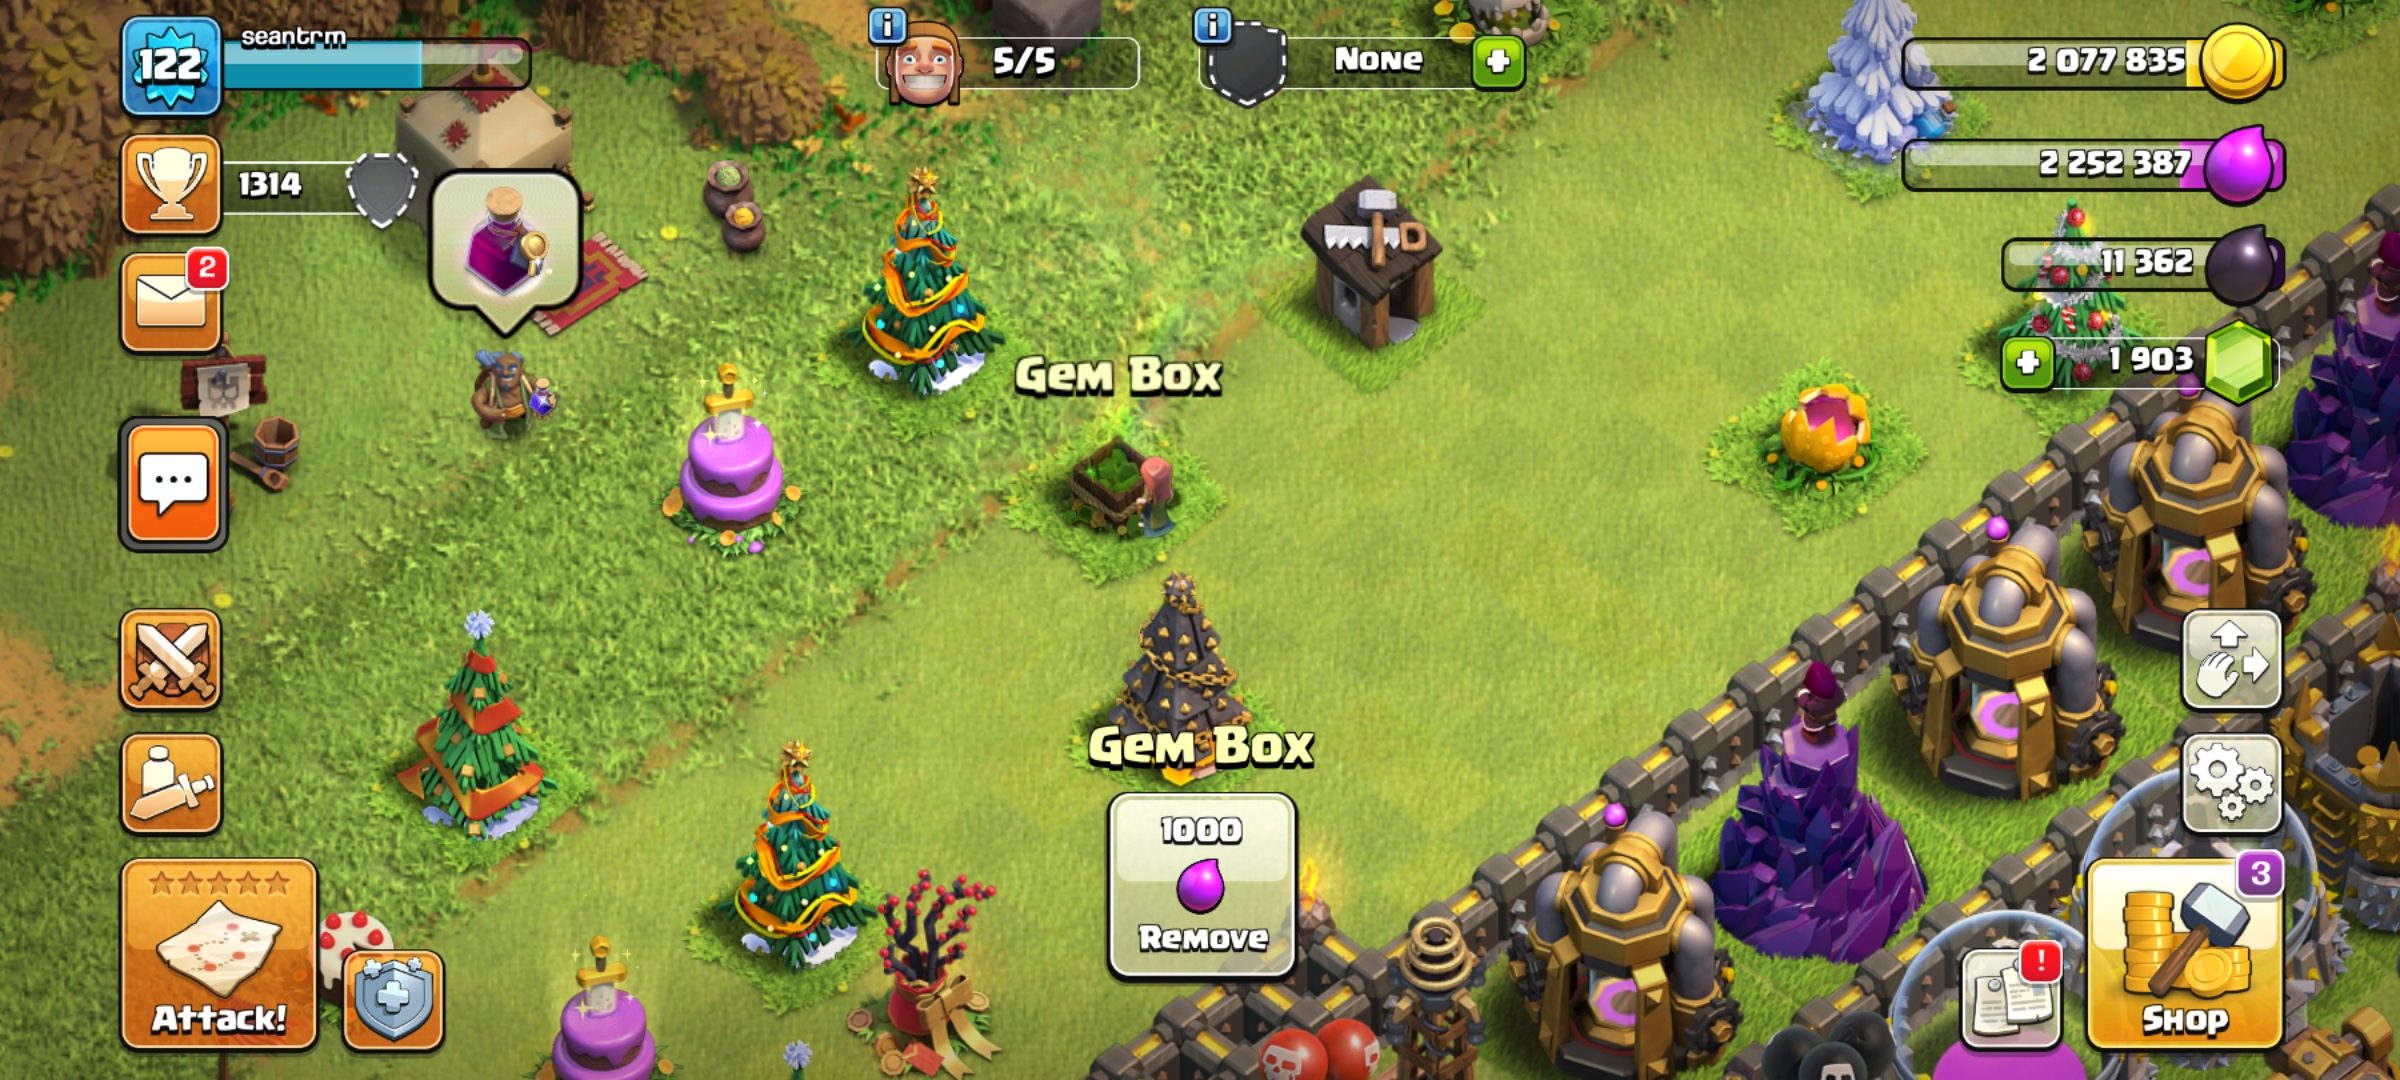 122
seantrm
5/5
None
2 077 835
1314
2 252 387
2
11 362
1 903
Gem Box
Gem Box
1000
Remove
3
!
Attack!
Shop